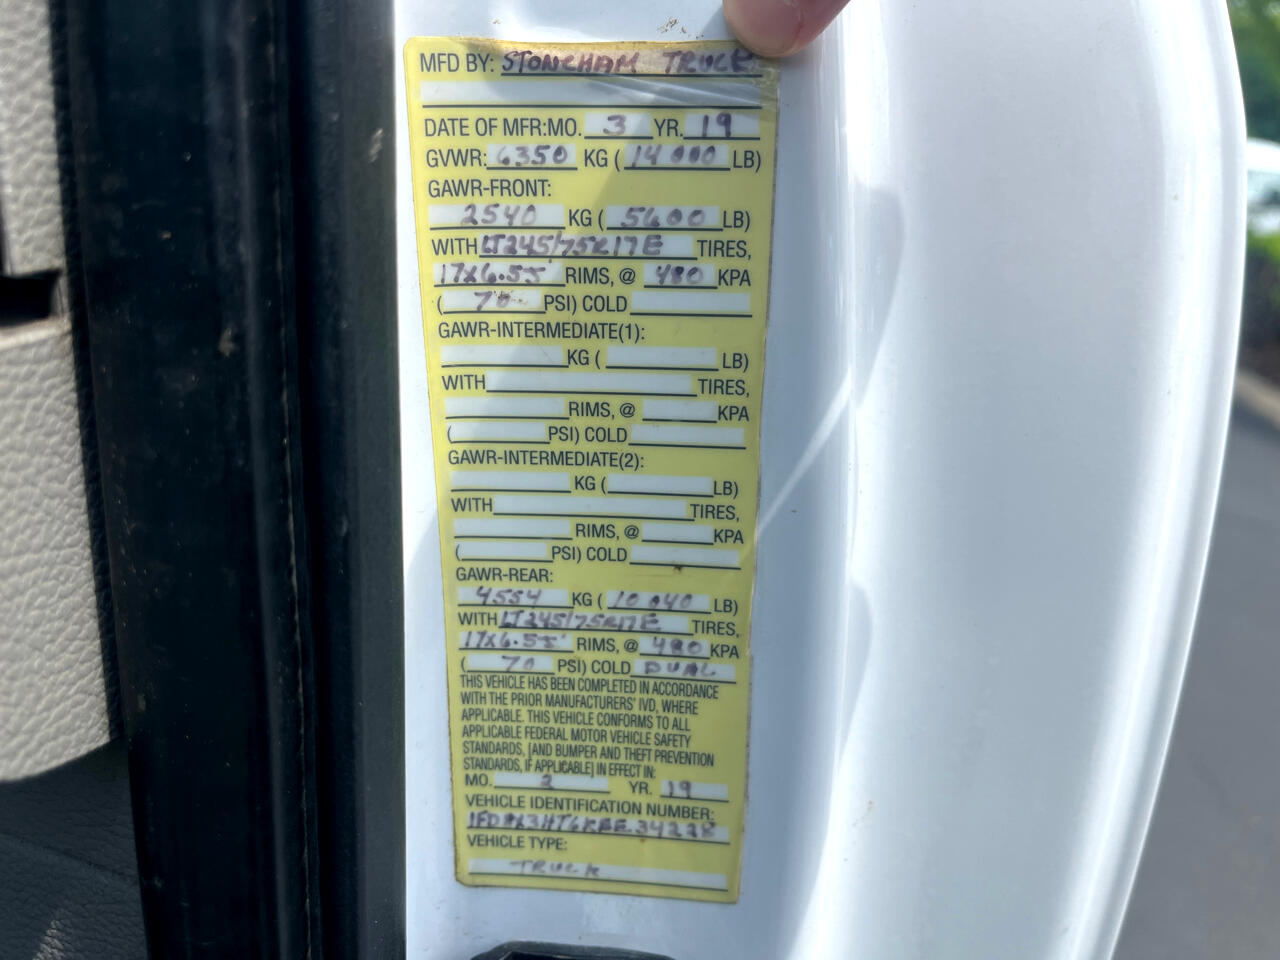 MFD BY: STONEHAM TRUCK
DATE OF MFR:MO. 3 YR. 19
GVWR: 6350 KG ( 14 000 LB)
GAWR-FRONT:
2540 KG ( 5600 LB)
WITH LT245/75R17E TIRES,
17X6.5J RIMS, @ 480 KPA
( 70 PSI) COLD
GAWR-INTERMEDIATE(1):
KG ( LB)
WITH TIRES,
RIMS, @ KPA
( PSI) COLD
GAWR-INTERMEDIATE(2):
KG ( LB)
WITH TIRES,
RIMS, @ KPA
( PSI) COLD
GAWR-REAR:
4554 KG ( 10 040 LB)
WITH LT245/75R17E TIRES,
17X6.5J RIMS, @ 480 KPA
( 70 PSI) COLD DUAL
THIS VEHICLE HAS BEEN COMPLETED IN ACCORDANCE
WITH THE PRIOR MANUFACTURERS' IVD, WHERE
APPLICABLE. THIS VEHICLE CONFORMS TO ALL
APPLICABLE FEDERAL MOTOR VEHICLE SAFETY
STANDARDS, [AND BUMPER AND THEFT PREVENTION
STANDARDS, IF APPLICABLE] IN EFFECT IN:
MO. 2 YR. 19
VEHICLE IDENTIFICATION NUMBER:
VEHICLE TYPE:
TRUCK